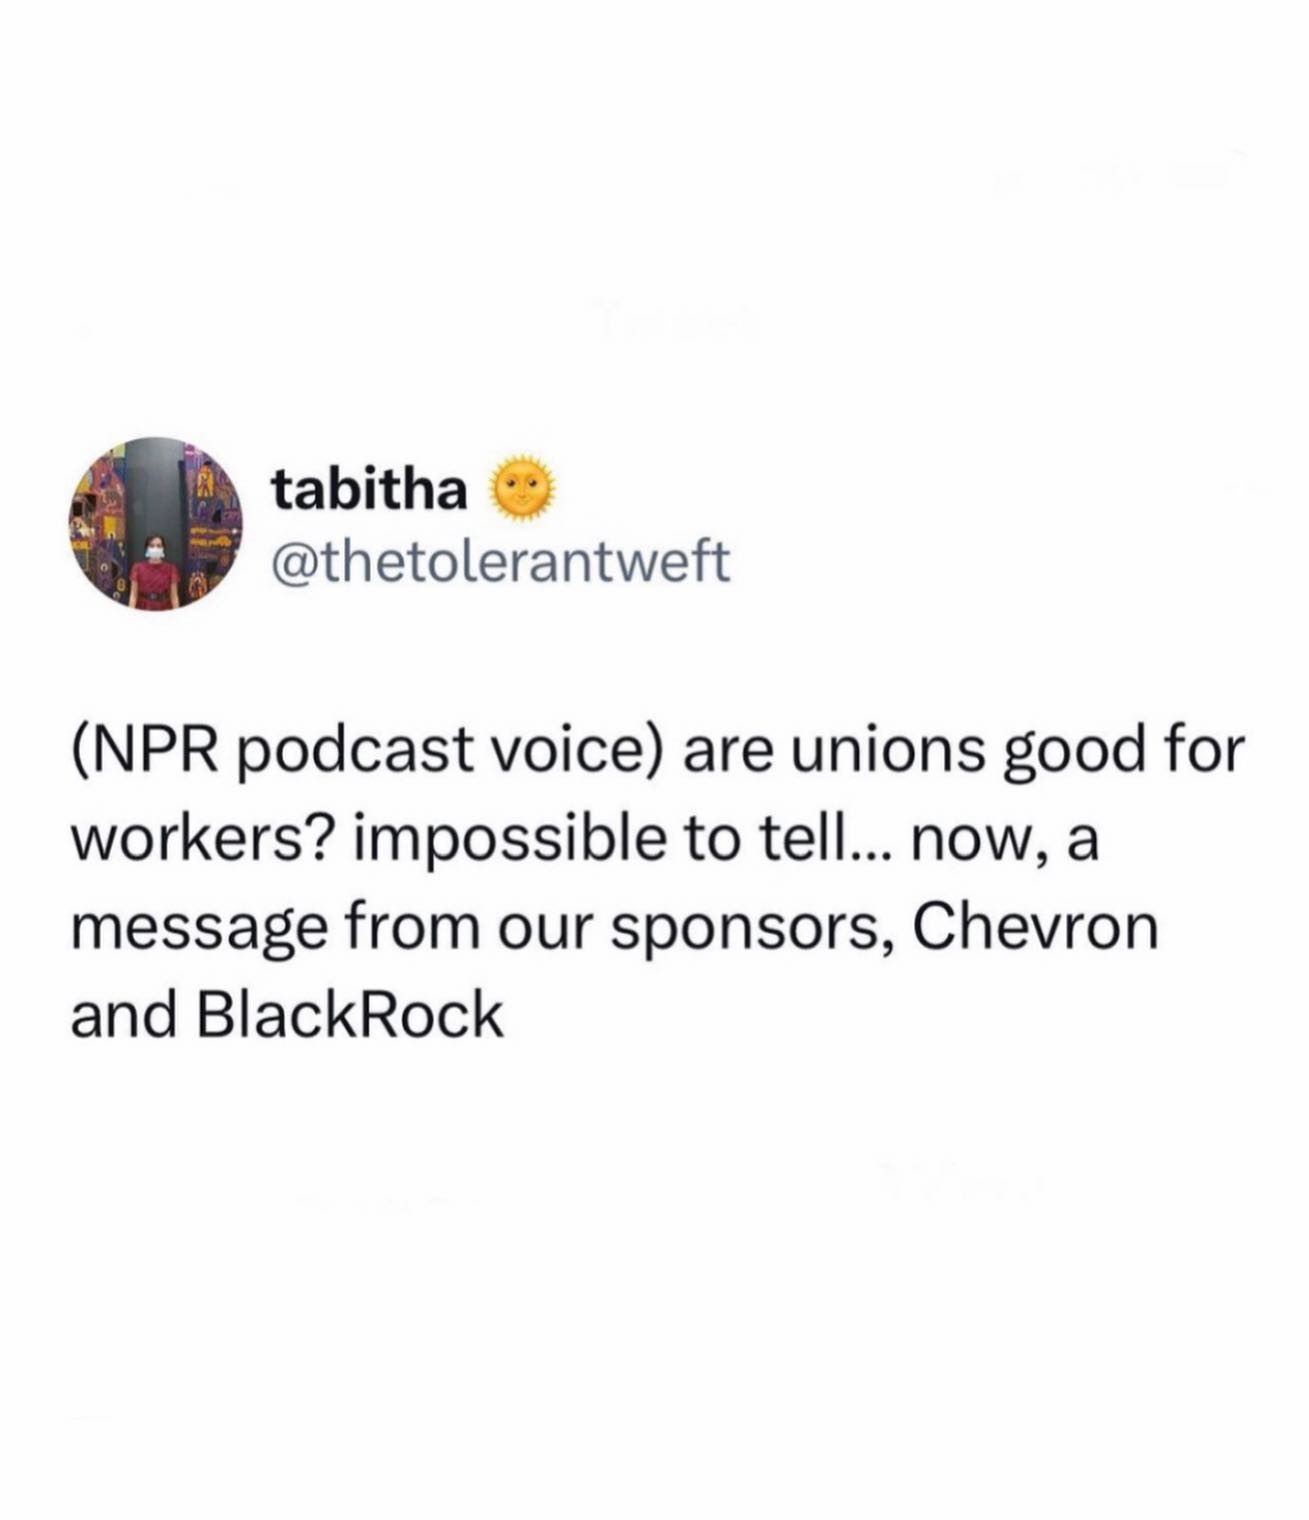 tabitha 🌞
@thetolerantweft
(NPR podcast voice) are unions good for
workers? impossible to tell... now, a
message from our sponsors, Chevron
and BlackRock